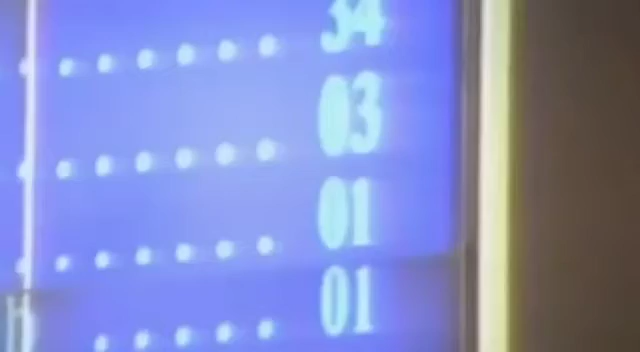 . . . . . . 34
. . . . . . 03
. . . . . . 01
H . . . . . 01